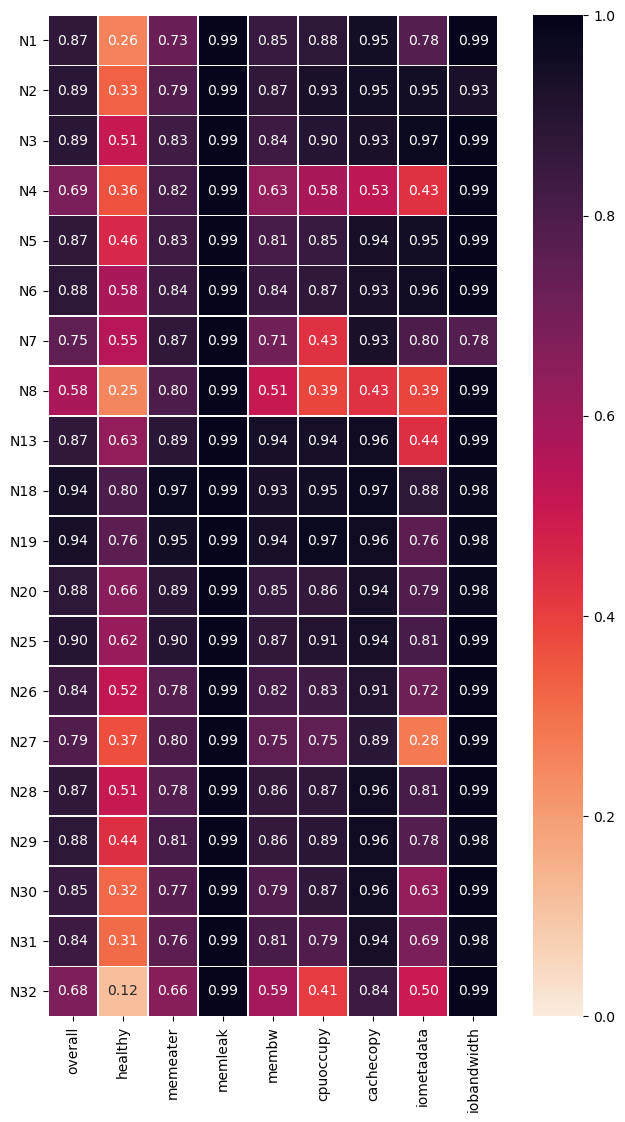 N1 0.87 0.26 0.73 0.99 0.85 0.88 0.95 0.78 0.99
N2 0.89 0.33 0.79 0.99 0.87 0.93 0.95 0.95 0.93
N3 0.89 0.51 0.83 0.99 0.84 0.90 0.93 0.97 0.99
N4 0.69 0.36 0.82 0.99 0.63 0.58 0.53 0.43 0.99
N5 0.87 0.46 0.83 0.99 0.81 0.85 0.94 0.95 0.99
N6 0.88 0.58 0.84 0.99 0.84 0.87 0.93 0.96 0.99
N7 0.75 0.55 0.87 0.99 0.71 0.43 0.93 0.80 0.78
N8 0.58 0.25 0.80 0.99 0.51 0.39 0.43 0.39 0.99
N13 0.87 0.63 0.89 0.99 0.94 0.94 0.96 0.44 0.99
N18 0.94 0.80 0.97 0.99 0.93 0.95 0.97 0.88 0.98
N19 0.94 0.76 0.95 0.99 0.94 0.97 0.96 0.76 0.98
N20 0.88 0.66 0.89 0.99 0.85 0.86 0.94 0.79 0.98
N25 0.90 0.62 0.90 0.99 0.87 0.91 0.94 0.81 0.99
N26 0.84 0.52 0.78 0.99 0.82 0.83 0.91 0.72 0.99
N27 0.79 0.37 0.80 0.99 0.75 0.75 0.89 0.28 0.99
N28 0.87 0.51 0.78 0.99 0.86 0.87 0.96 0.81 0.99
N29 0.88 0.44 0.81 0.99 0.86 0.89 0.96 0.78 0.98
N30 0.85 0.32 0.77 0.99 0.79 0.87 0.96 0.63 0.99
N31 0.84 0.31 0.76 0.99 0.81 0.79 0.94 0.69 0.98
N32 0.68 0.12 0.66 0.99 0.59 0.41 0.84 0.50 0.99
overall healthy memeater memleak membw cpuoccupy cachecopy iometadata iobandwidth
1.0
0.8
0.6
0.4
0.2
0.0